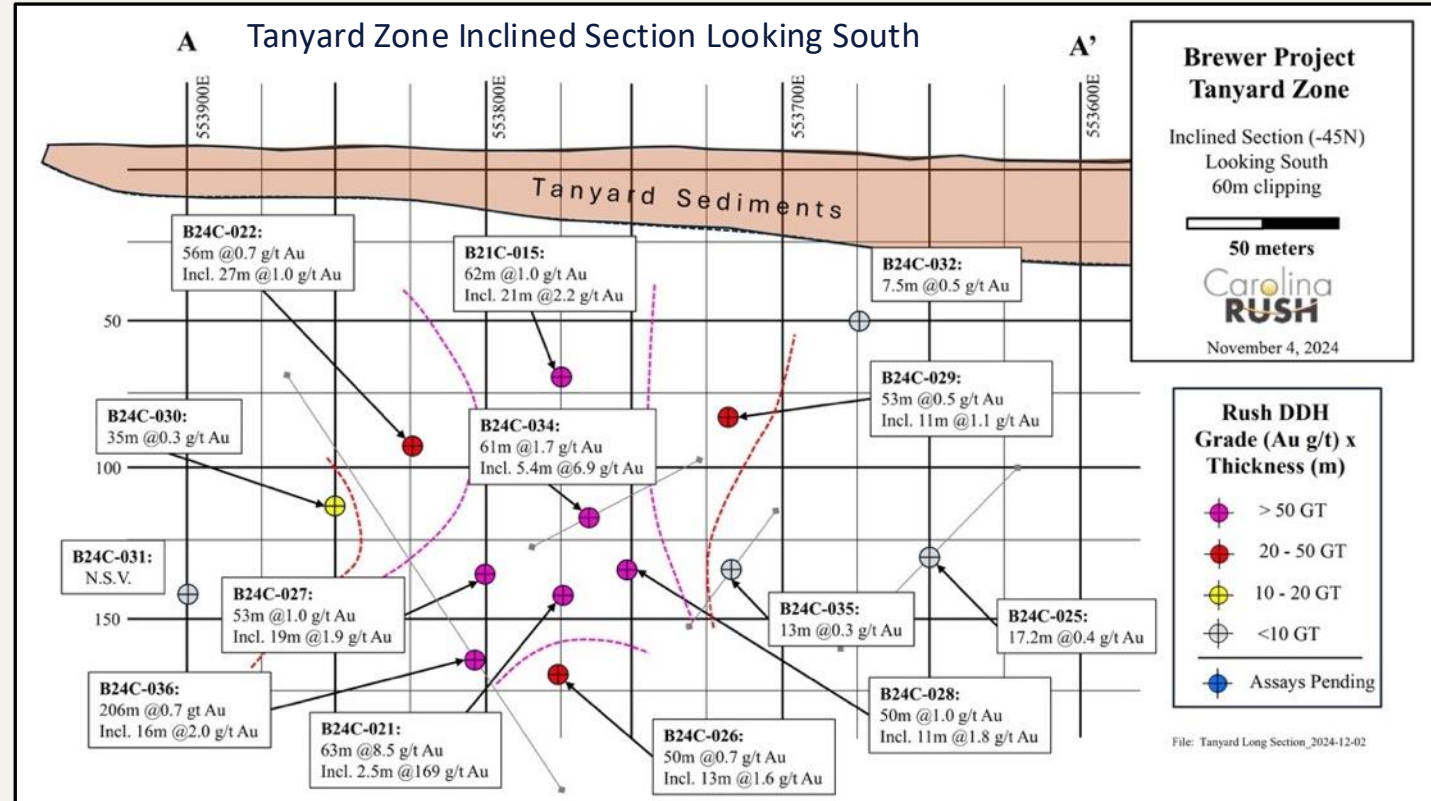 Tanyard Zone Inclined Section Looking South
A
A'
553900E
553800E
553700E
553600E
Tanyard Sediments
50
100
150
B24C-022:
56m @0.7 g/t Au
Incl. 27m @1.0 g/t Au
B21C-015:
62m @1.0 g/t Au
Incl. 21m @2.2 g/t Au
B24C-032:
7.5m @0.5 g/t Au
B24C-029:
53m @0.5 g/t Au
Incl. 11m @1.1 g/t Au
B24C-030:
35m @0.3 g/t Au
B24C-034:
61m @1.7 g/t Au
Incl. 5.4m @6.9 g/t Au
B24C-031:
N.S.V.
B24C-027:
53m @1.0 g/t Au
Incl. 19m @1.9 g/t Au
B24C-035:
13m @0.3 g/t Au
B24C-025:
17.2m @0.4 g/t Au
B24C-036:
206m @0.7 gt Au
Incl. 16m @2.0 g/t Au
B24C-021:
63m @8.5 g/t Au
Incl. 2.5m @169 g/t Au
B24C-026:
50m @0.7 g/t Au
Incl. 13m @1.6 g/t Au
B24C-028:
50m @1.0 g/t Au
Incl. 11m @1.8 g/t Au
Brewer Project
Tanyard Zone
Inclined Section (-45N)
Looking South
60m clipping
50 meters
Carolina
RUSH
November 4, 2024
Rush DDH
Grade (Au g/t) x
Thickness (m)
> 50 GT
20 - 50 GT
10 - 20 GT
<10 GT
Assays Pending
File: Tanyard Long Section_2024-12-02